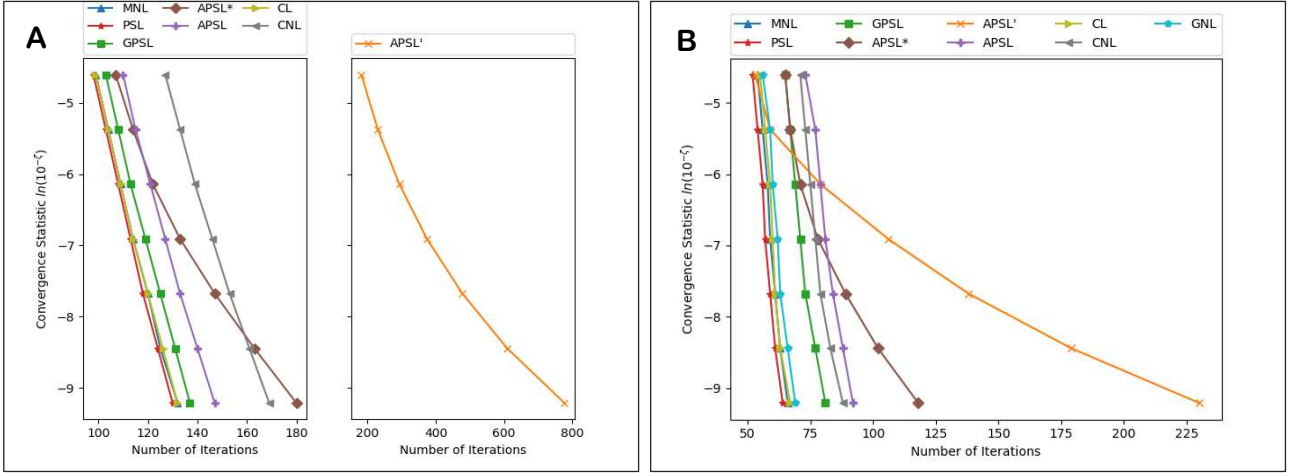 A
MNL APSL* CL
PSL APSL CNL
GPSL
APSL'
Convergence Statistic ln(10^{-ζ})
−5
−6
−7
−8
−9
100 120 140 160 180
Number of Iterations
200 400 600 800
Number of Iterations
B
MNL GPSL APSL' CL GNL
PSL APSL* APSL CNL
Convergence Statistic ln(10^{-ζ})
−5
−6
−7
−8
−9
50 75 100 125 150 175 200 225
Number of Iterations